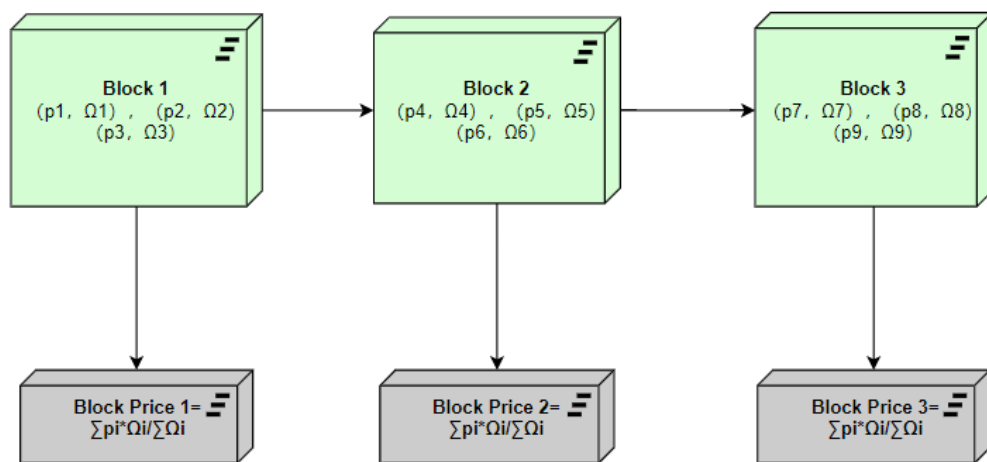 Block 1
(p1, Ω1) , (p2, Ω2)
(p3, Ω3)
Block 2
(p4, Ω4) , (p5, Ω5)
(p6, Ω6)
Block 3
(p7, Ω7) , (p8, Ω8)
(p9, Ω9)
Block Price 1=
∑pi*Ωi/∑Ωi
Block Price 2=
∑pi*Ωi/∑Ωi
Block Price 3=
∑pi*Ωi/∑Ωi